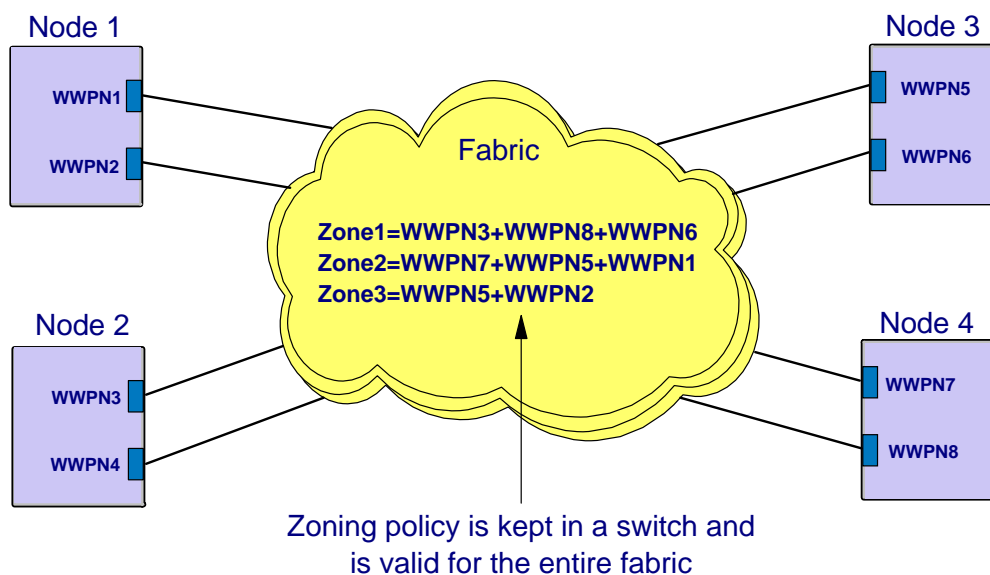 Node 1
WWPN1
WWPN2
Node 3
WWPN5
WWPN6
Fabric
Zone1=WWPN3+WWPN8+WWPN6
Zone2=WWPN7+WWPN5+WWPN1
Zone3=WWPN5+WWPN2
Node 2
WWPN3
WWPN4
Node 4
WWPN7
WWPN8
Zoning policy is kept in a switch and
is valid for the entire fabric